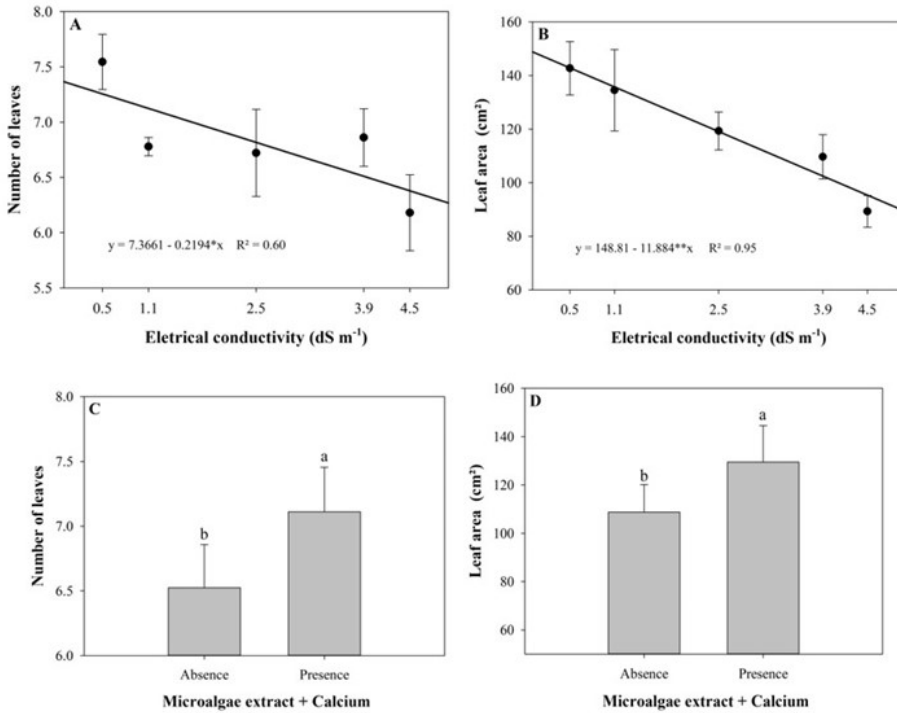 A
8.0
7.5
7.0
6.5
6.0
5.5
Number of leaves
y = 7.3661 - 0.2194*x R² = 0.60
0.5 1.1 2.5 3.9 4.5
Eletrical conductivity (dS m⁻¹)
B
160
140
120
100
80
60
Leaf area (cm²)
y = 148.81 - 11.884**x R² = 0.95
0.5 1.1 2.5 3.9 4.5
Eletrical conductivity (dS m⁻¹)
C
8.0
7.5
7.0
6.5
6.0
Number of leaves
b
a
Absence Presence
Microalgae extract + Calcium
D
160
140
120
100
80
60
Leaf area (cm²)
b
a
Absence Presence
Microalgae extract + Calcium